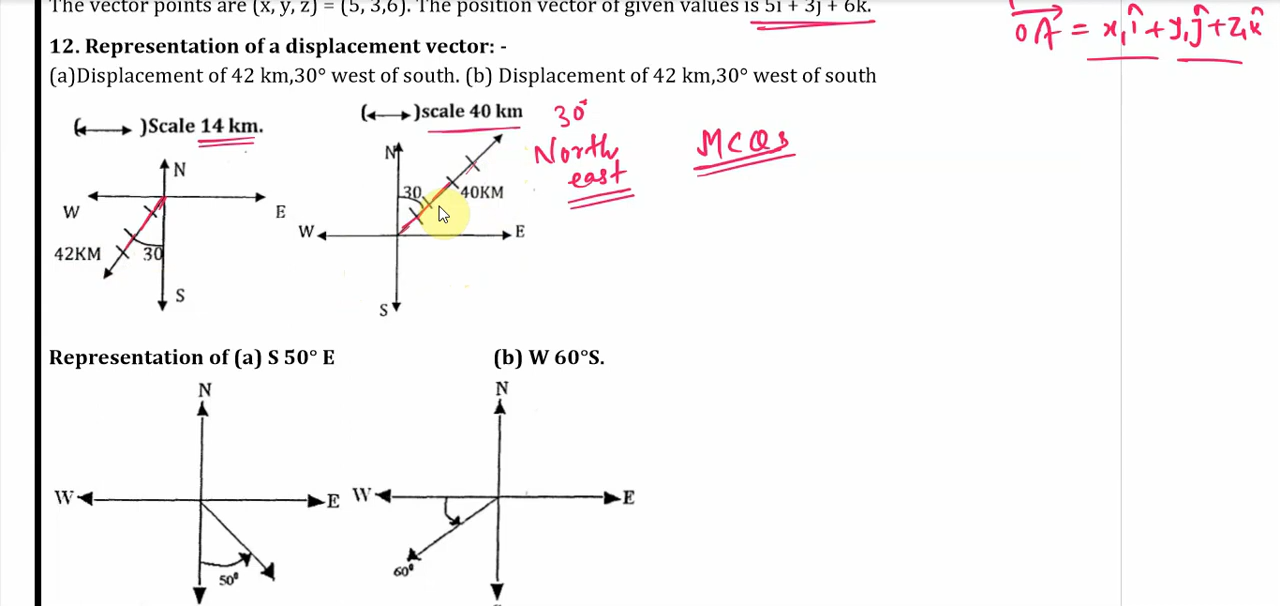 The vector points are (x, y, z) = (5, 3,6). The position vector of given values is 5i + 3j + 6k.
OA = x₁î + y₁ĵ + z₁k̂
12. Representation of a displacement vector: -
(a)Displacement of 42 km,30° west of south. (b) Displacement of 42 km,30° west of south
( )Scale 14 km.
( )scale 40 km
30°
North
east
MCQs
N
W
E
42KM
30
S
N
30
40KM
W
E
S
Representation of (a) S 50° E
(b) W 60°S.
N
W
E
50°
N
W
E
60°